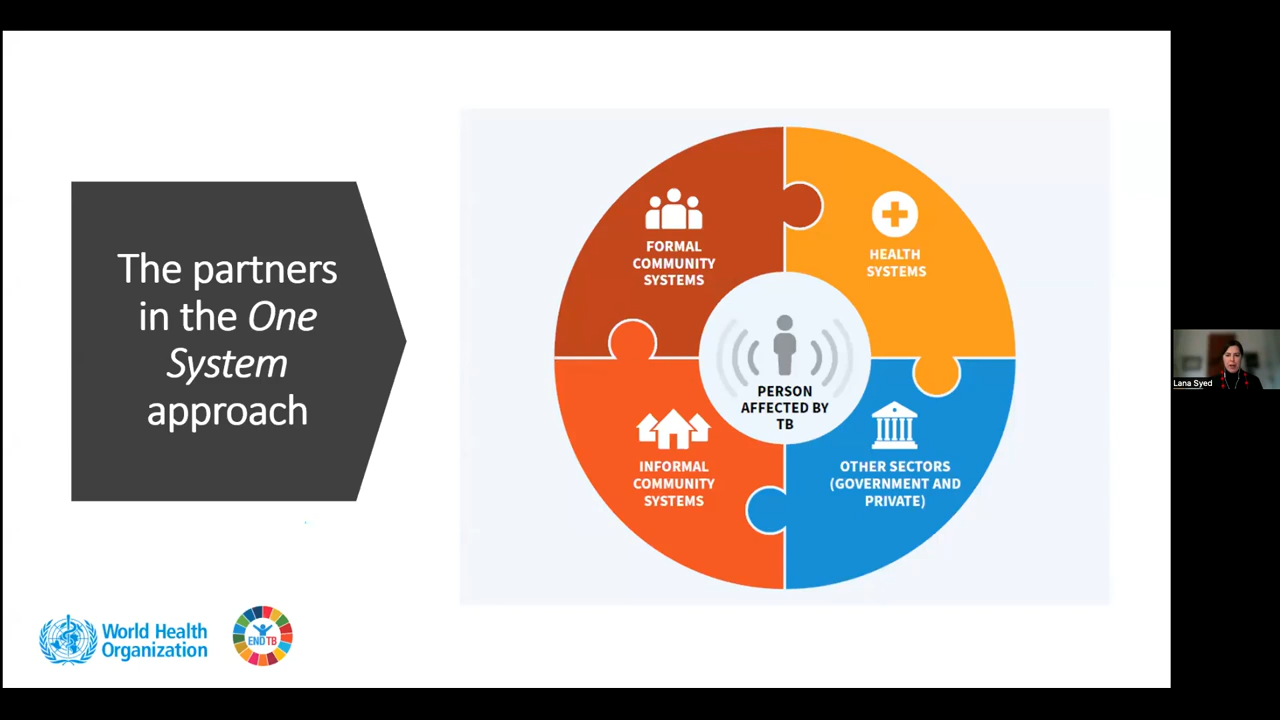 The partners
in the One
System
approach
FORMAL
COMMUNITY
SYSTEMS
HEALTH
SYSTEMS
PERSON
AFFECTED BY
TB
INFORMAL
COMMUNITY
SYSTEMS
OTHER SECTORS
(GOVERNMENT AND
PRIVATE)
World Health
Organization
END TB
Lana Syed